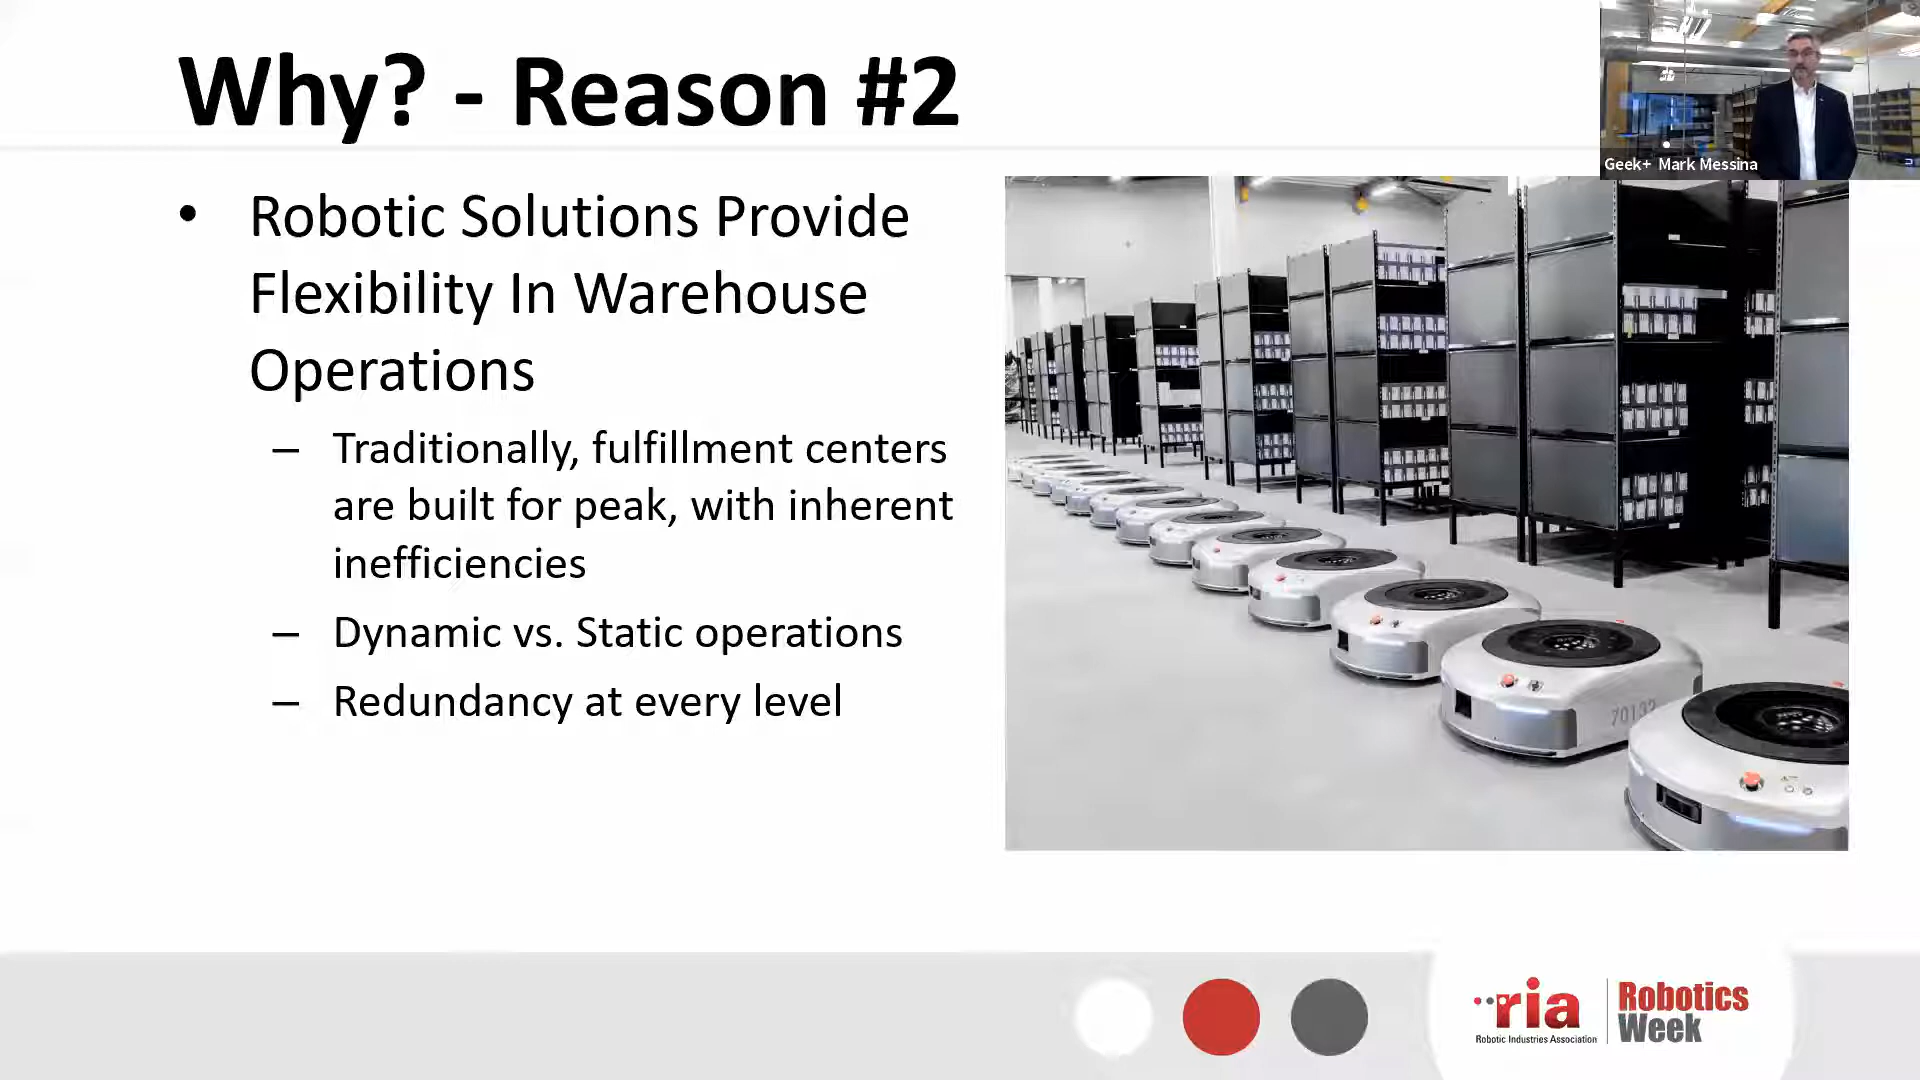 Why? - Reason #2
Geek+ Mark Messina
• Robotic Solutions Provide
Flexibility In Warehouse
Operations
– Traditionally, fulfillment centers
are built for peak, with inherent
inefficiencies
– Dynamic vs. Static operations
– Redundancy at every level
70133
ria
Robotic Industries Association
Robotics
Week